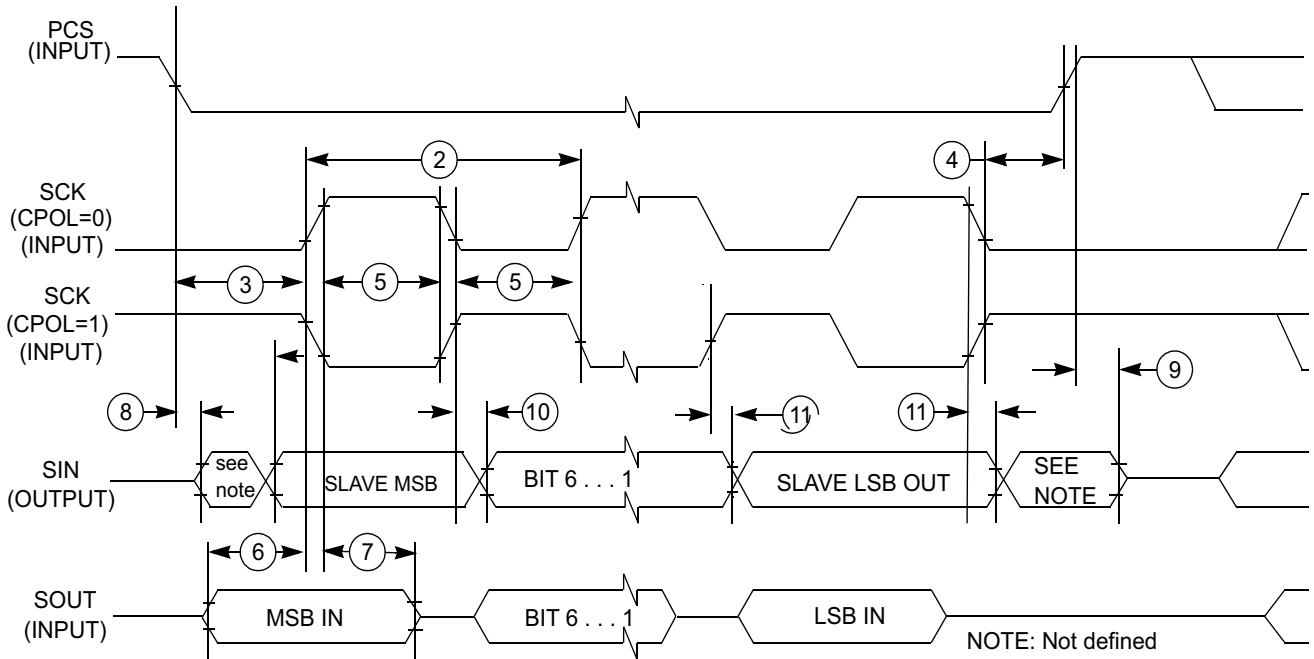 PCS
(INPUT)
2
4
SCK
(CPOL=0)
(INPUT)
3
5
5
SCK
(CPOL=1)
(INPUT)
8
10
11
11
9
SIN
(OUTPUT)
see
note
SLAVE MSB
BIT 6 . . . 1
SLAVE LSB OUT
SEE
NOTE
6
7
SOUT
(INPUT)
MSB IN
BIT 6 . . . 1
LSB IN
NOTE: Not defined